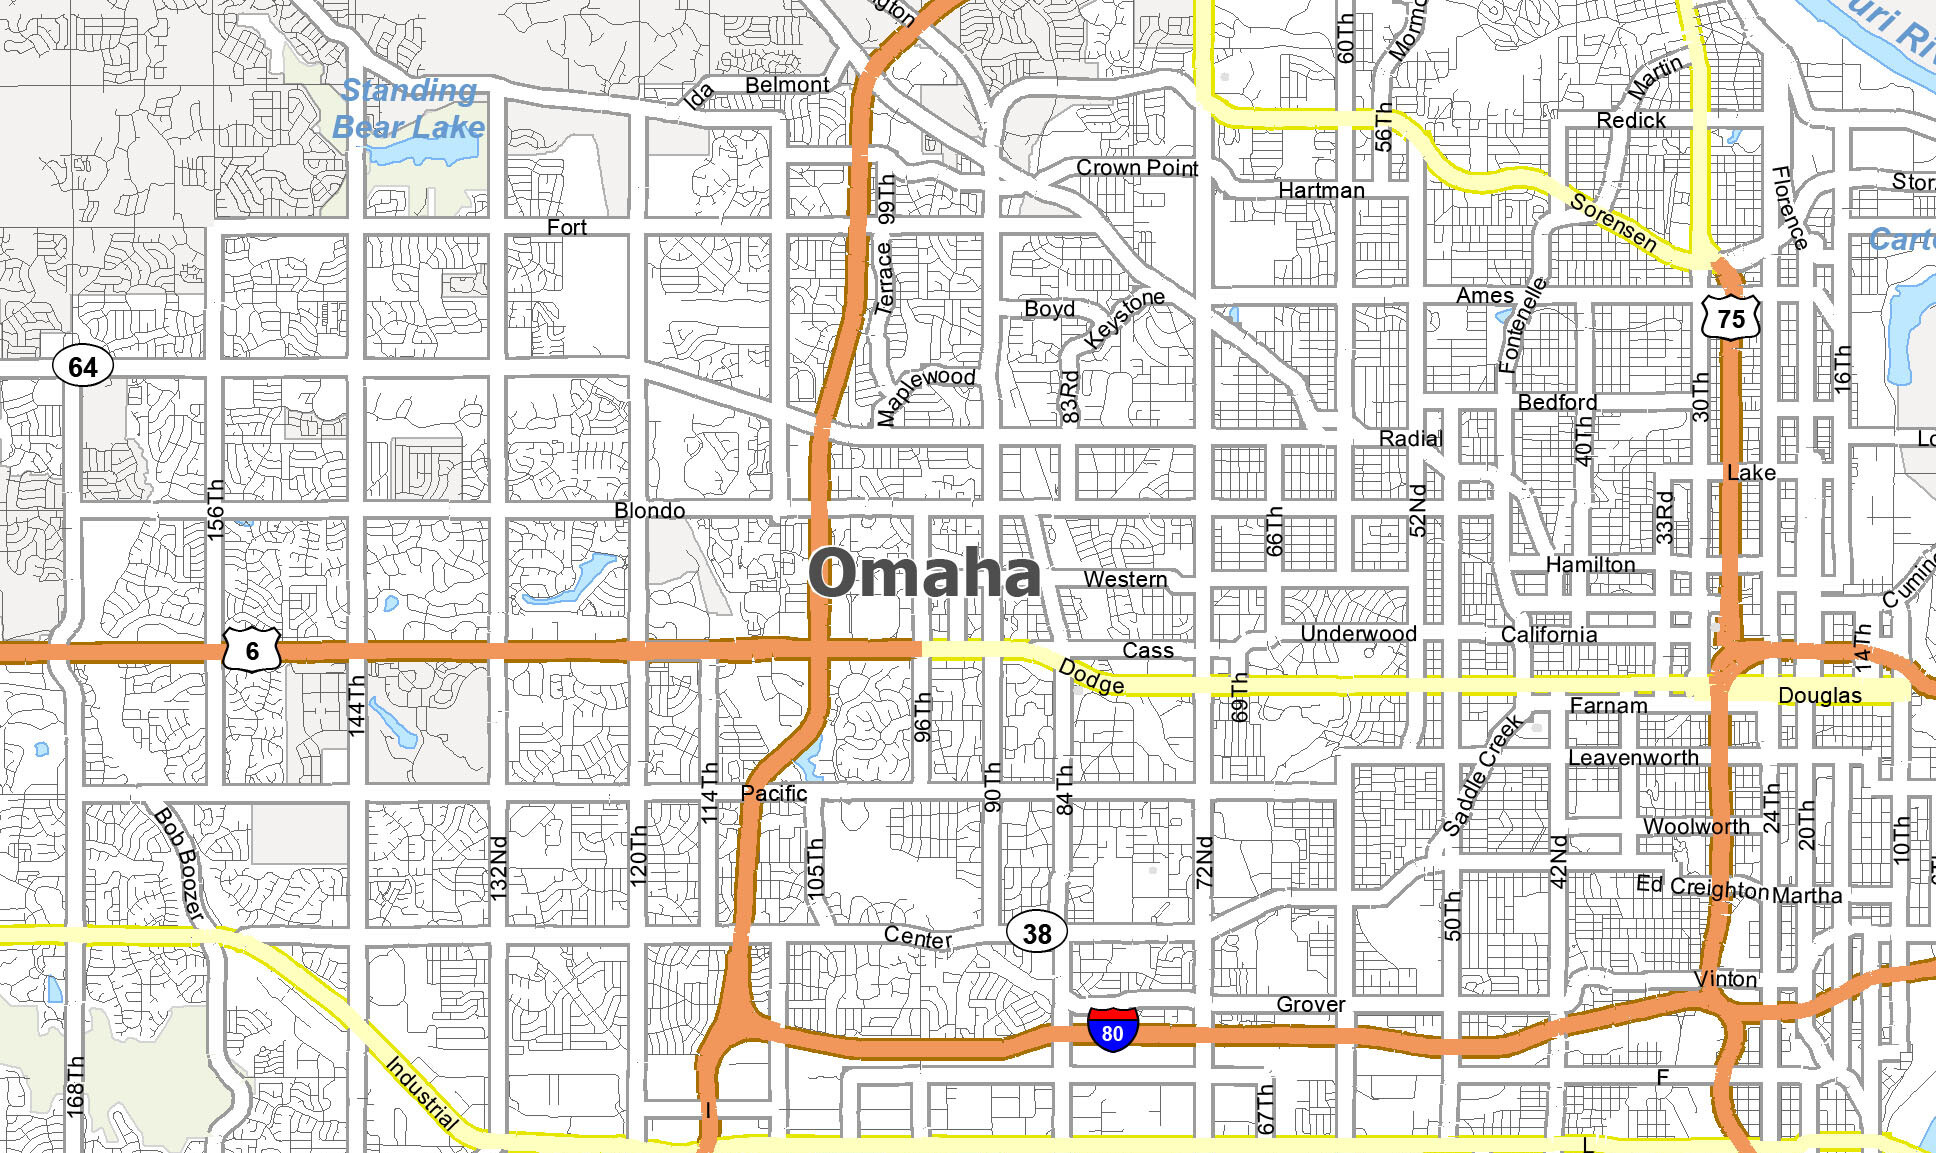 60Th
Mormo
Standing
Bear Lake
Ida
Belmont
Martin
Redick
56Th
Crown Point
Hartman
99Th
Florence
Fort
Sorensen
Terrace
Boyd
Keystone
Ames
Fontenelle
75
64
Maplewood
83Rd
30Th
16Th
Bedford
40Th
Radial
Lake
156Th
Blondo
66Th
52Nd
33Rd
Omaha
Western
Hamilton
Cuming
6
Cass
Underwood
California
14Th
Dodge
144Th
96Th
69Th
Farnam
Douglas
Saddle Creek
Leavenworth
114Th
Pacific
90Th
84Th
24Th
20Th
10Th
Bob Boozer
132Nd
120Th
105Th
72Nd
Woolworth
42Nd
Ed Creighton
Martha
50Th
Center
38
Vinton
Grover
80
168Th
Industrial
F
67Th
I
L